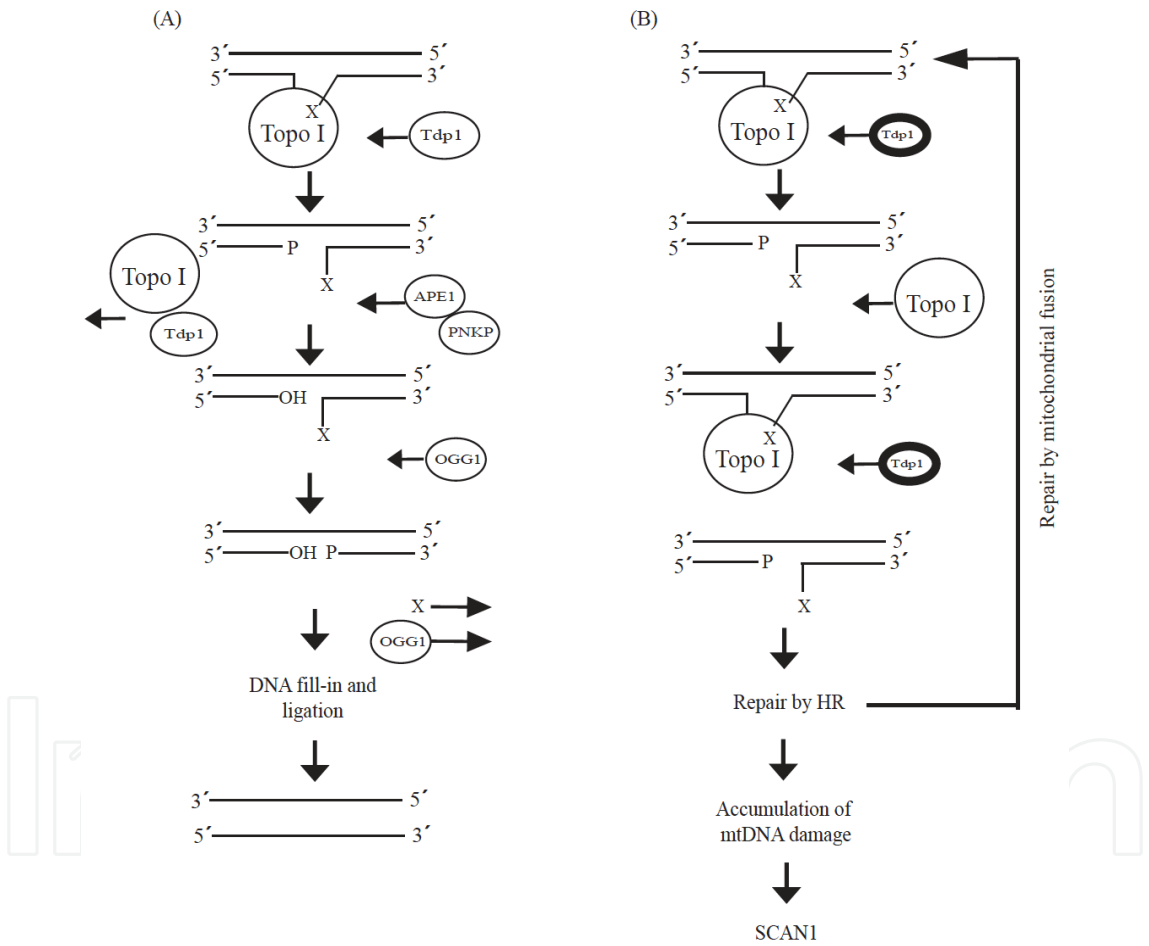 (A)
3´ 5´
5´ 3´
X
Topo I
Tdp1
3´ 5´
5´ P 3´
X
Topo I
Tdp1
APE1
PNKP
3´ 5´
5´ OH 3´
X
OGG1
3´ 5´
5´ OH P 3´
X
OGG1
DNA fill-in and
ligation
3´ 5´
5´ 3´
(B)
3´ 5´
5´ 3´
X
Topo I
Tdp1
3´ 5´
5´ P 3´
X
Topo I
3´ 5´
5´ 3´
X
Topo I
Tdp1
3´ 5´
5´ P 3´
X
Repair by HR
Accumulation of
mtDNA damage
SCAN1
Repair by mitochondrial fusion